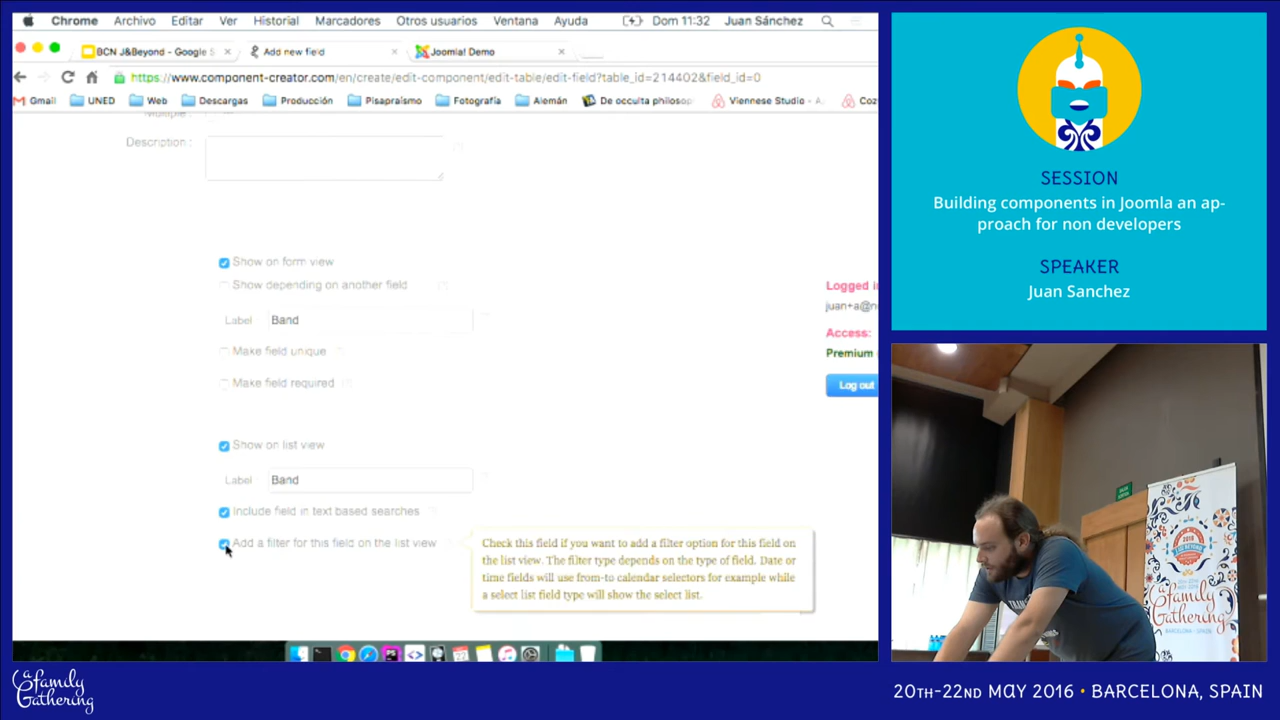 Chrome Archivo Editar Ver Historial Marcadores Otros usuarios Ventana Ayuda Dom 11:32 Juan Sánchez
BCN J&Beyond - Google S Add new field Joomla! Demo
https://www.component-creator.com/en/create/edit-component/edit-table/edit-field?table_id=214402&field_id=0
Gmail UNED Web Descargas Producción Pisapraísmo Fotografía Alemán De occulta philosop Viennese Studio - A Coz
Description :
Show on form view
Show depending on another field
Label Band
Make field unique
Make field required
Show on list view
Label Band
Include field in text based searches
Add a filter for this field on the list view
Check this field if you want to add a filter option for this field on
the list view. The filter type depends on the type of field. Date or
time fields will use from-to calendar selectors for example while
a select list field type will show the select list.
Logged i
juan+a@n
Access:
Premium
Log out
SESSION
Building components in Joomla an ap-
proach for non developers
SPEAKER
Juan Sanchez
a family
Gathering
BARCELONA, SPAIN
a family
Gathering
20TH-22ND MAY 2016 • BARCELONA, SPAIN